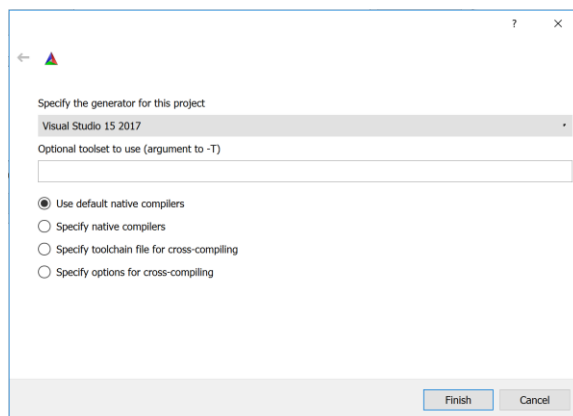 ?
Specify the generator for this project
Visual Studio 15 2017
Optional toolset to use (argument to -T)
Use default native compilers
Specify native compilers
Specify toolchain file for cross-compiling
Specify options for cross-compiling
Finish Cancel